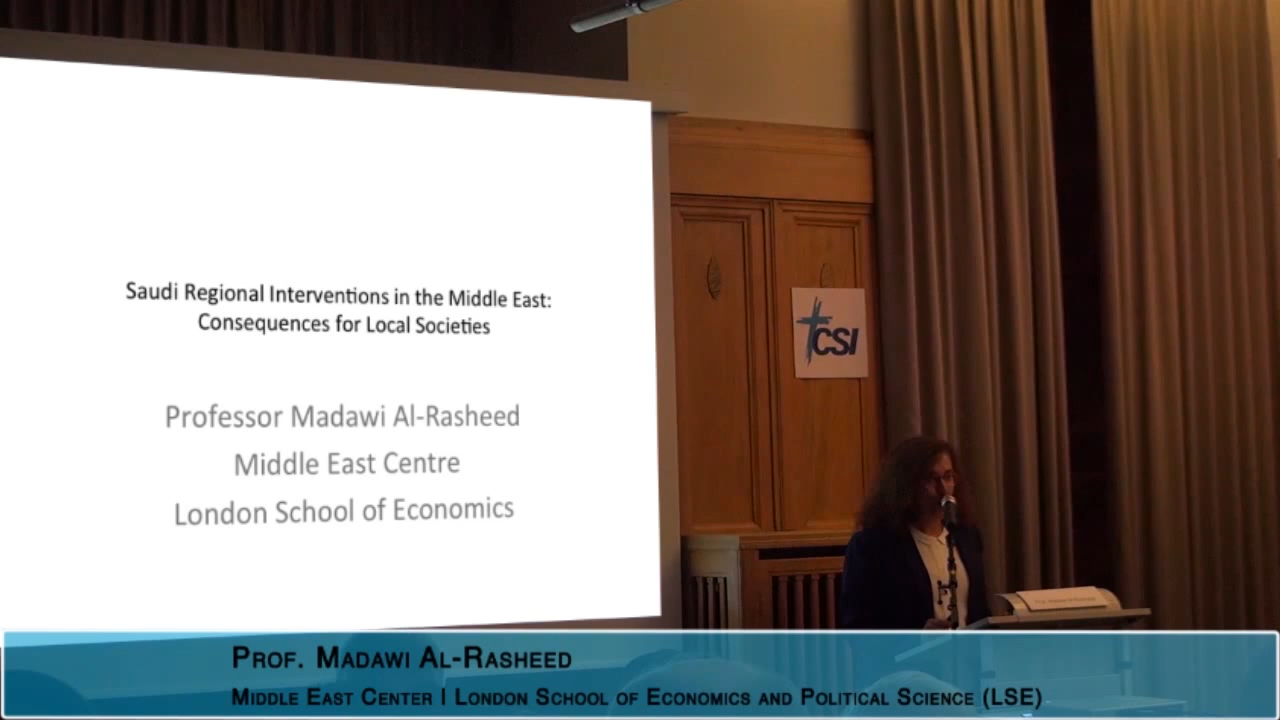 Saudi Regional Interventions in the Middle East:
Consequences for Local Societies
Professor Madawi Al-Rasheed
Middle East Centre
London School of Economics
CSI
Prof. Madawi Al-Rasheed
Middle East Center | London School of Economics and Political Science (LSE)